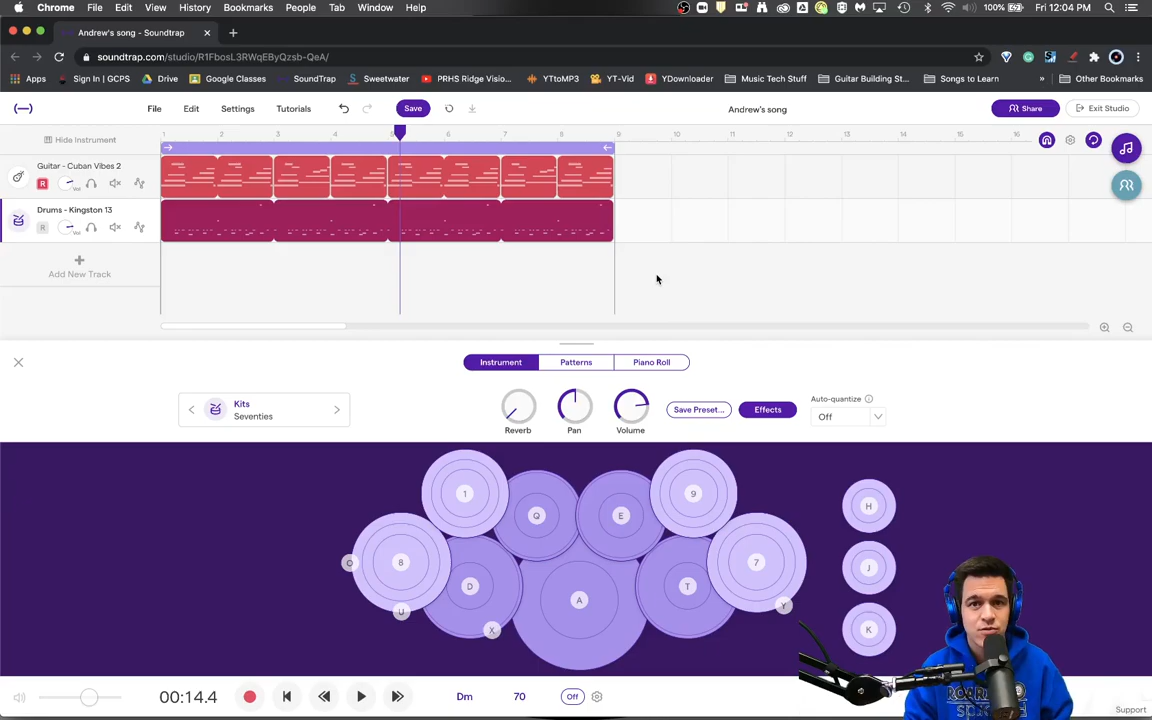 Chrome File Edit View History Bookmarks People Tab Window Help 100% Fri 12:04 PM
Andrew's song - Soundtrap
soundtrap.com/studio/R1FbosL3RWqEByQzsb-QeA/
Apps Sign In | GCPS Drive Google Classes SoundTrap Sweetwater PRHS Ridge Visio... YTtoMP3 YT-Vid YDownloader Music Tech Stuff Guitar Building St... Songs to Learn » Other Bookmarks
File Edit Settings Tutorials Save Andrew's song Share Exit Studio
Hide Instrument 1 2 3 4 5 6 7 8 9 10 11 12 13 14 15 16
Guitar - Cuban Vibes 2
R Vol
Drums - Kingston 13
R Vol
Add New Track
Instrument Patterns Piano Roll
Kits
Seventies
Reverb Pan Volume
Save Preset... Effects
Auto-quantize
Off
1 Q E 9 H
O 8 D A T 7 J
U X Y K
ROARING
00:14.4 Dm 70 Off
Support